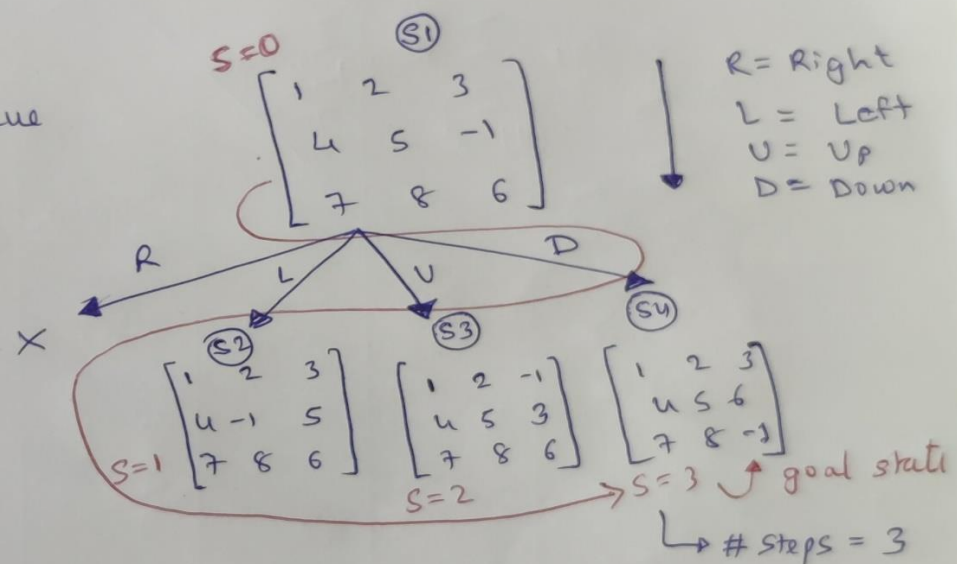 S1
S=0
1 2 3
4 5 -1
7 8 6
R = Right
L = Left
U = Up
D = Down
R L U D
X
S2 S3 S4
1 2 3
4 -1 5
7 8 6
1 2 -1
4 5 3
7 8 6
1 2 3
4 5 6
7 8 -1
S=1
S=2
S=3 goal state
# steps = 3